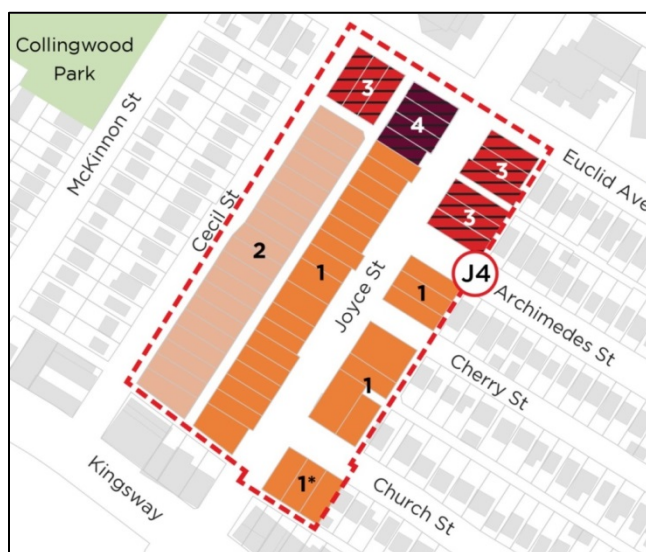 Collingwood
Park
McKinnon St
Cecil St
3
4
3
3
Euclid Ave
2
1
Joyce St
1
J4
Archimedes St
1
Cherry St
1*
Church St
Kingsway